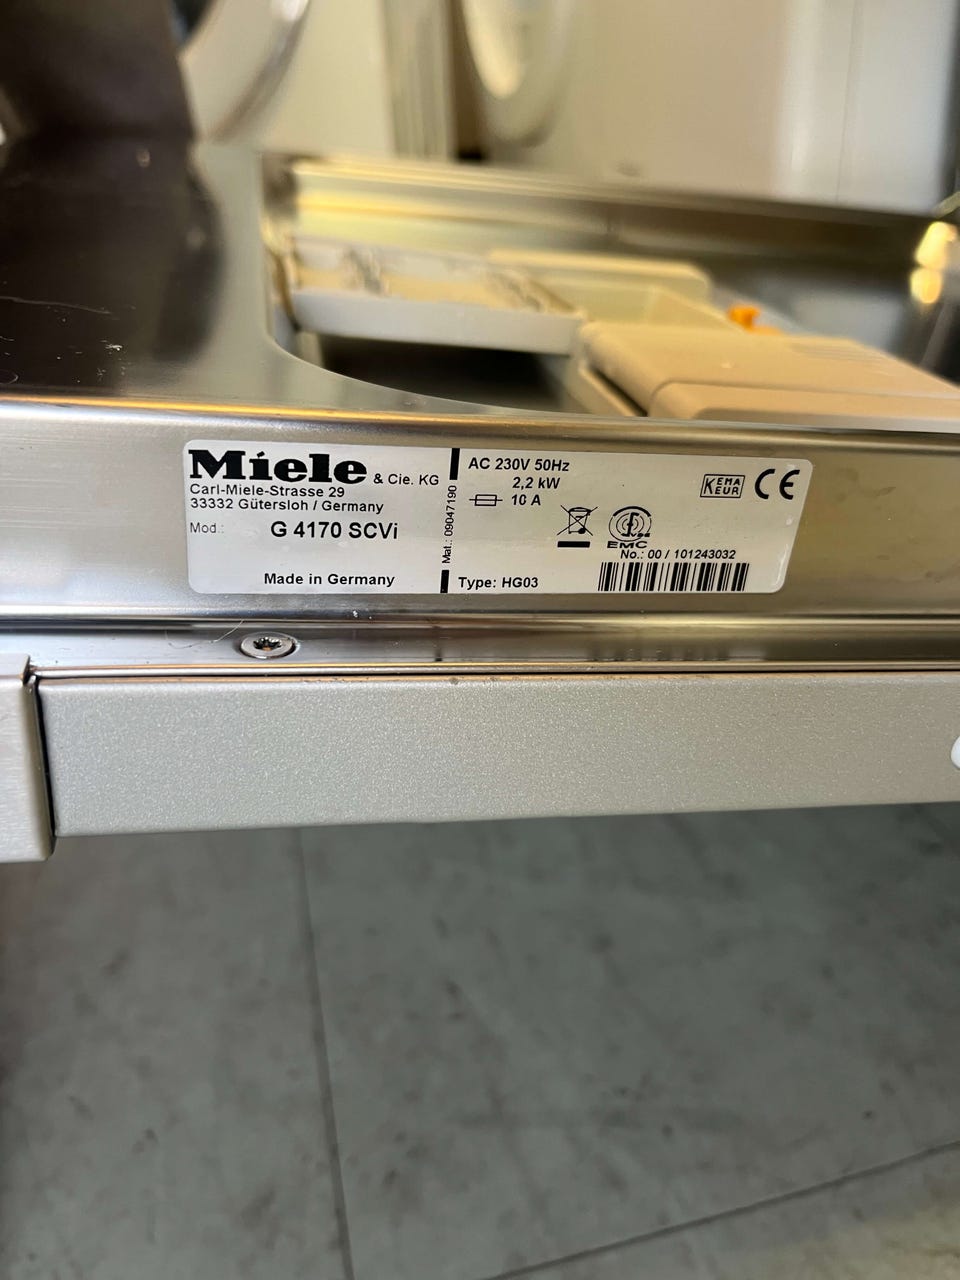 Miele & Cie. KG
Carl-Miele-Strasse 29
33332 Gütersloh / Germany
Mod.: G 4170 SCVi
Made in Germany
Mat.: 09047190
AC 230V 50Hz
2,2 kW
10 A
KEMA
EUR
CE
EMC
No.: 00 / 101243032
Type: HG03